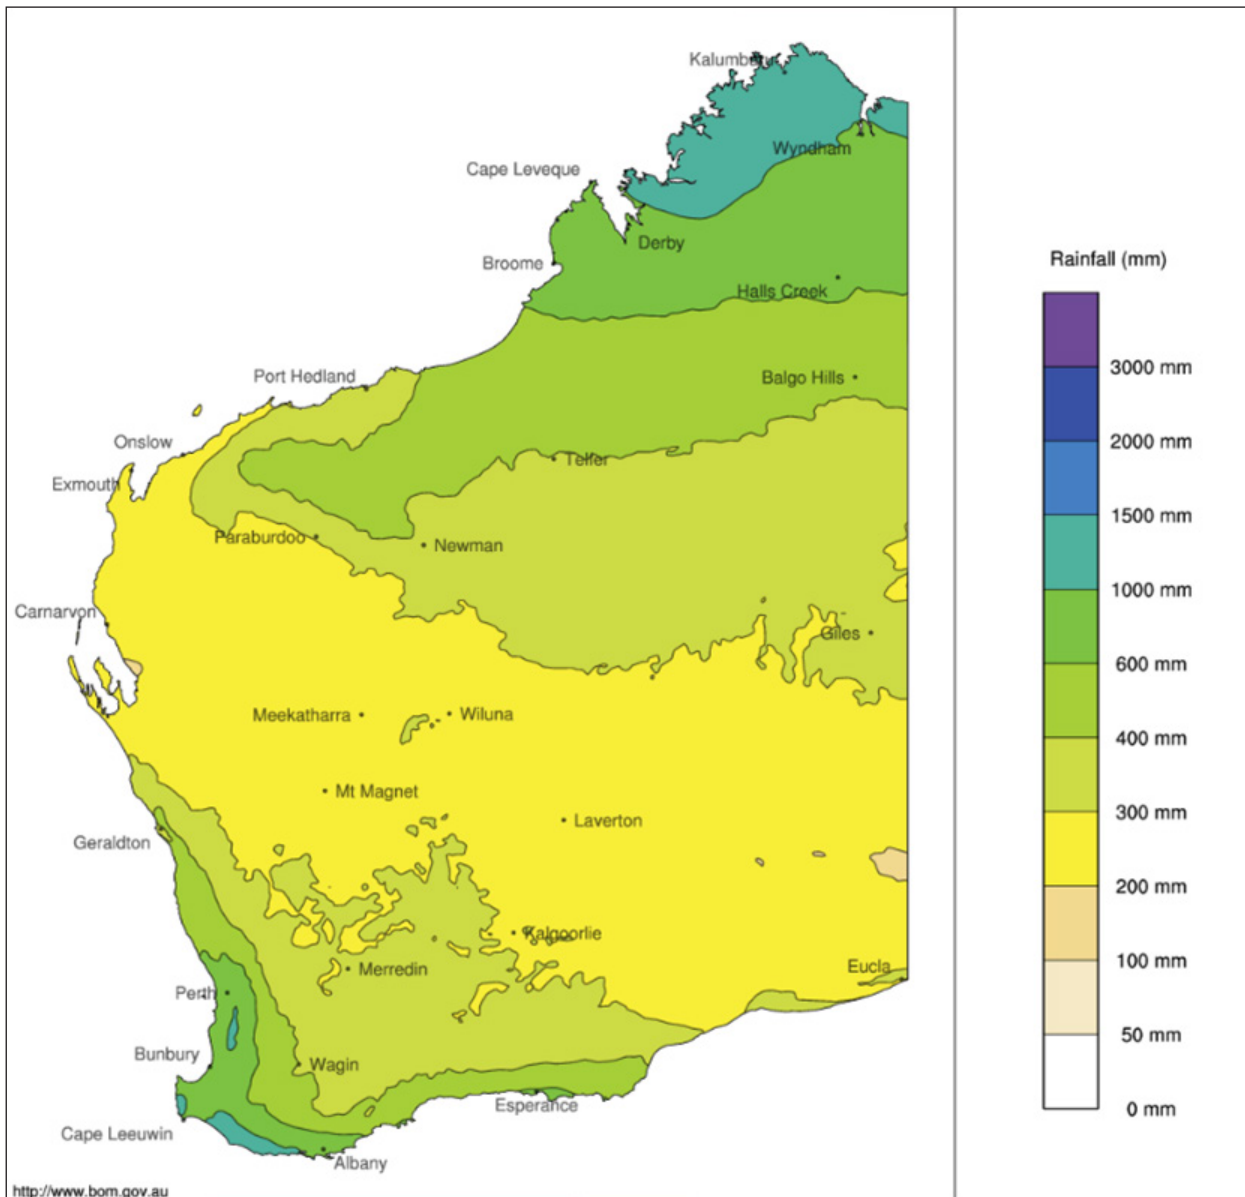 Kalumburu
Wyndham
Cape Leveque
Derby
Broome
Halls Creek
Rainfall (mm)
Port Hedland
Balgo Hills
3000 mm
Onslow
Telfer
2000 mm
Exmouth
1500 mm
Paraburdoo
Newman
1000 mm
Carnarvon
Giles
600 mm
Meekatharra
Wiluna
400 mm
Mt Magnet
Laverton
300 mm
Geraldton
200 mm
Kalgoorlie
Merredin
Eucla
100 mm
Perth
50 mm
Bunbury
Wagin
Esperance
0 mm
Cape Leeuwin
Albany
http://www.bom.gov.au